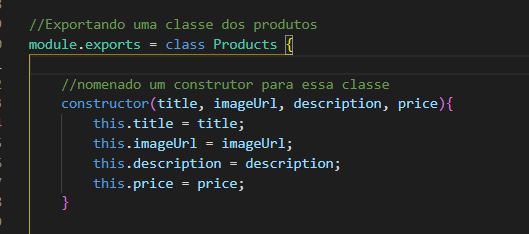 //Exportando uma classe dos produtos
module.exports = class Products {
//nomenado um construtor para essa classe
constructor(title, imageUrl, description, price){
this.title = title;
this.imageUrl = imageUrl;
this.description = description;
this.price = price;
}